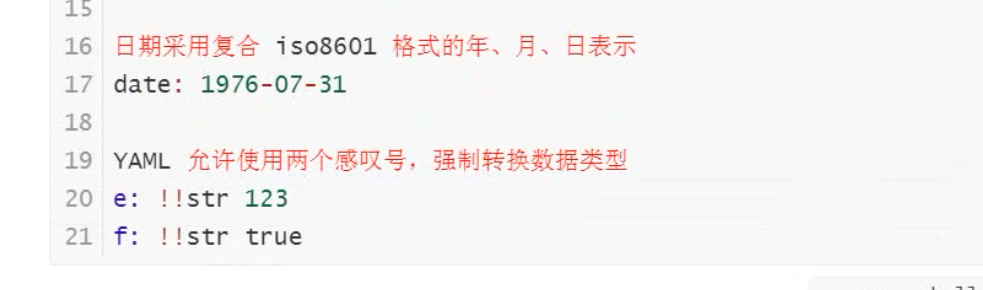 15
16 日期采用复合 iso8601 格式的年、月、日表示
17 date: 1976-07-31
18
19 YAML 允许使用两个感叹号，强制转换数据类型
20 e: !!str 123
21 f: !!str true